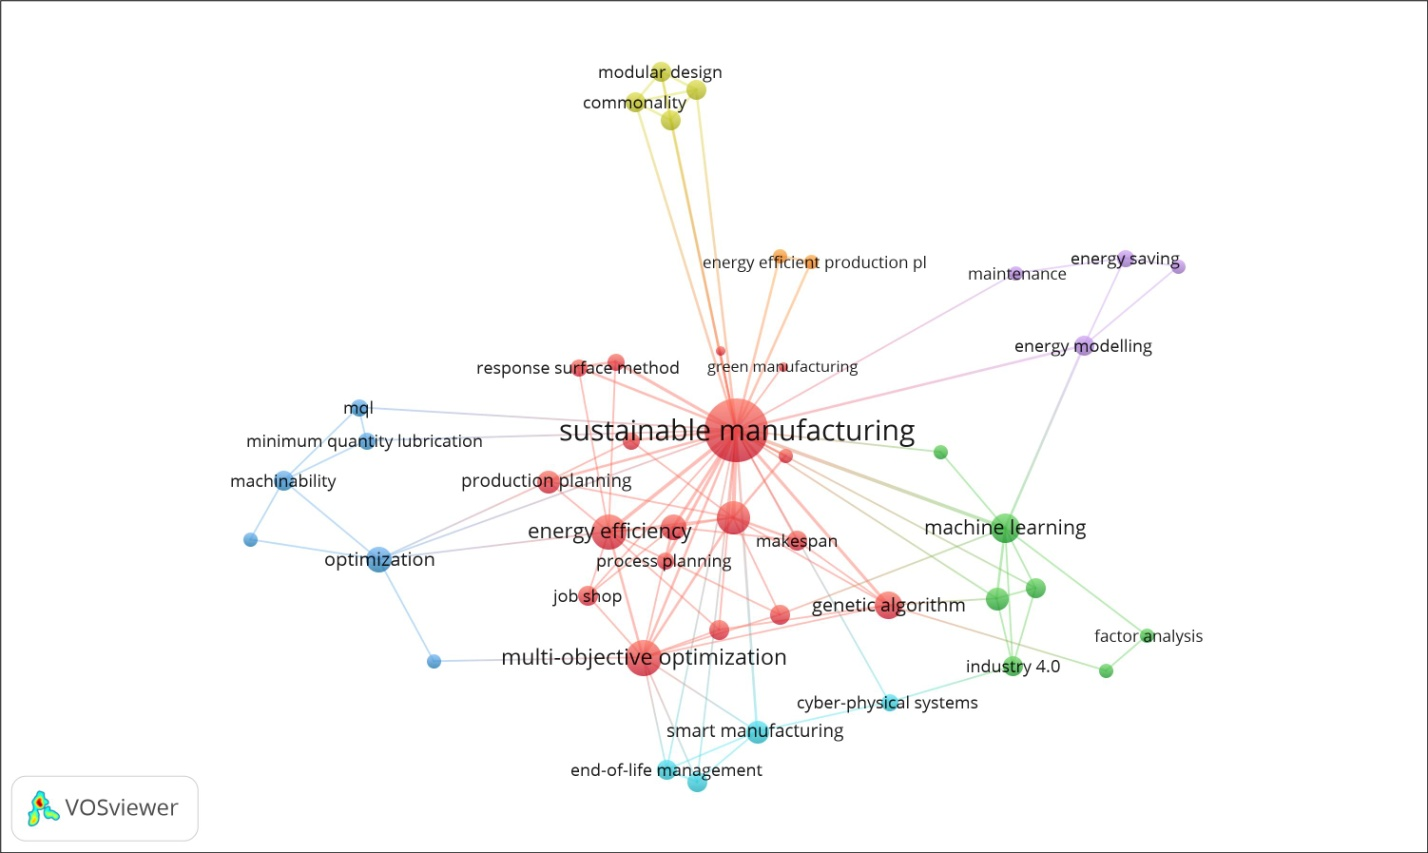 modular design
commonality
energy efficient production pl
energy saving
maintenance
energy modelling
response surface method
green manufacturing
mql
sustainable manufacturing
minimum quantity lubrication
machinability
production planning
energy efficiency
machine learning
makespan
optimization
process planning
job shop
genetic algorithm
factor analysis
multi-objective optimization
industry 4.0
cyber-physical systems
smart manufacturing
end-of-life management
VOSviewer